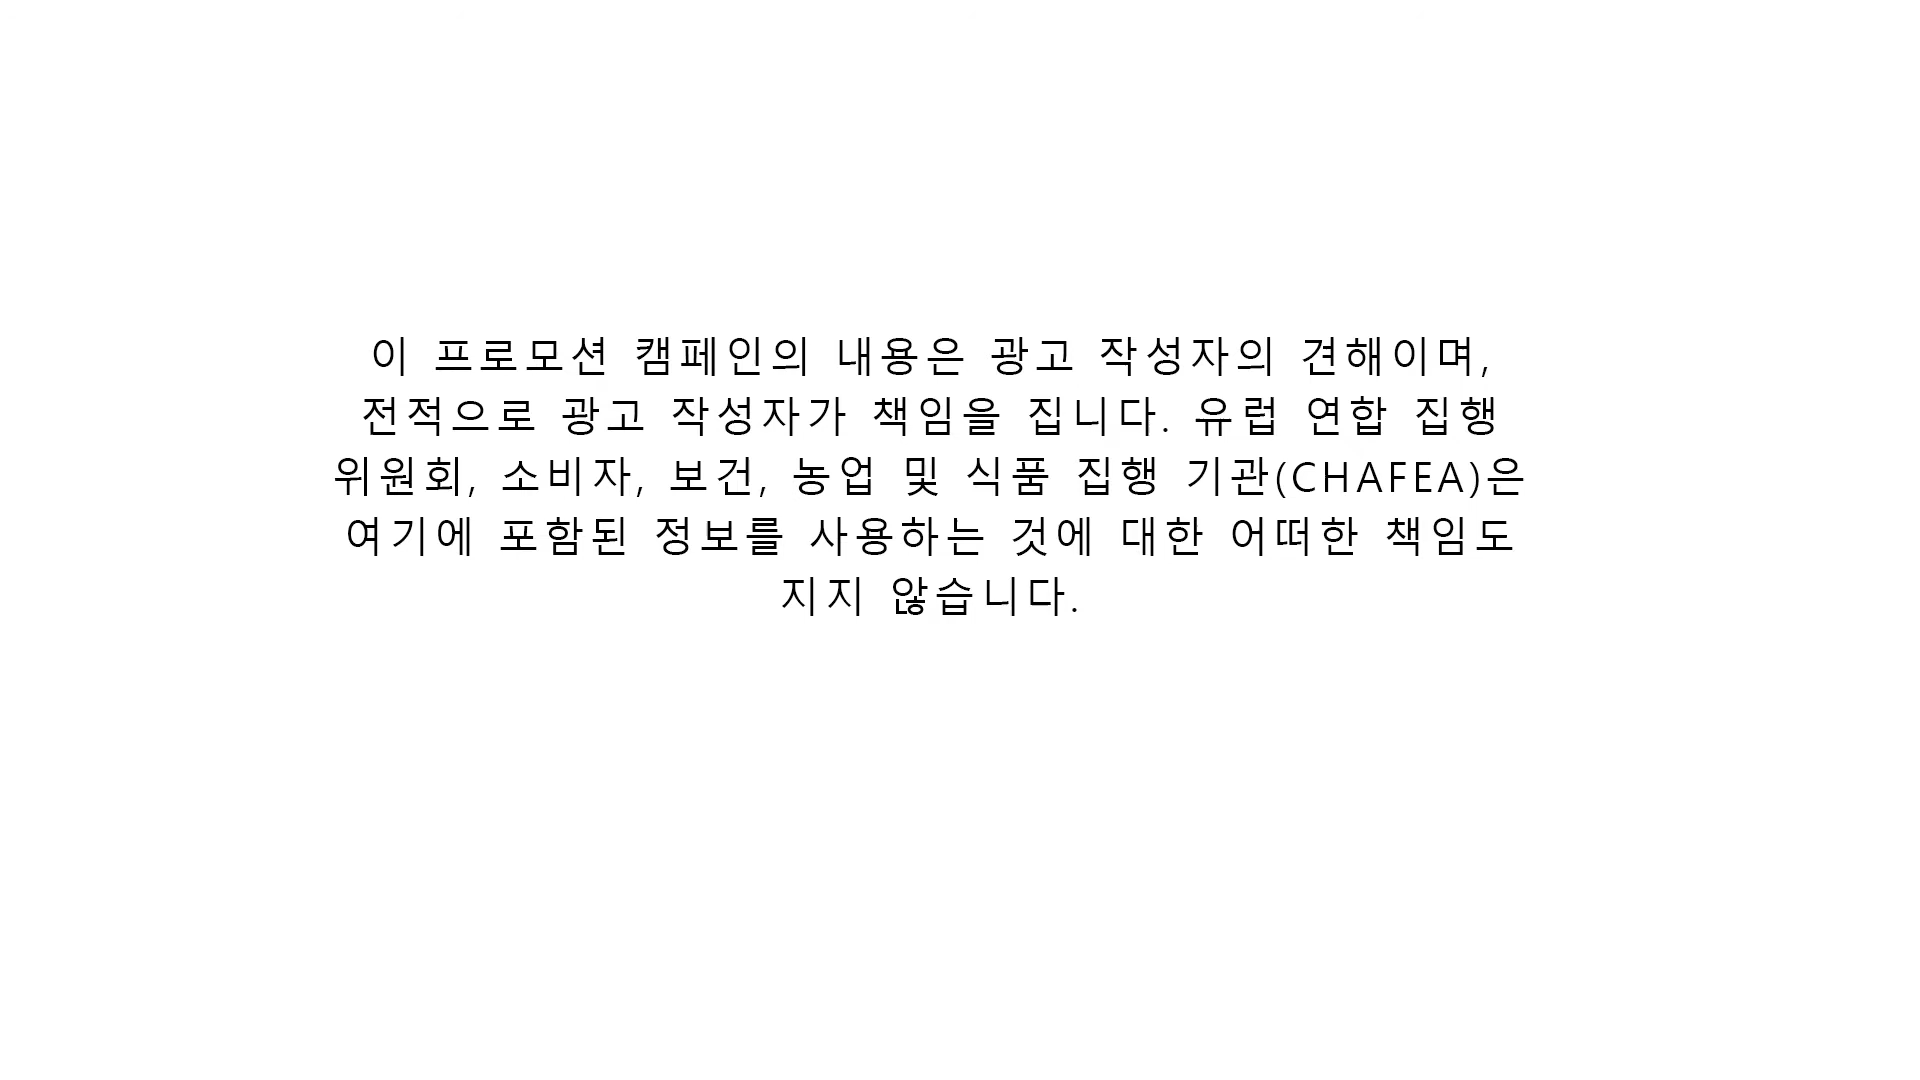 이 프로모션 캠페인의 내용은 광고 작성자의 견해이며,
전적으로 광고 작성자가 책임을 집니다. 유럽 연합 집행
위원회, 소비자, 보건, 농업 및 식품 집행 기관(CHAFEA)은
여기에 포함된 정보를 사용하는 것에 대한 어떠한 책임도
지지 않습니다.